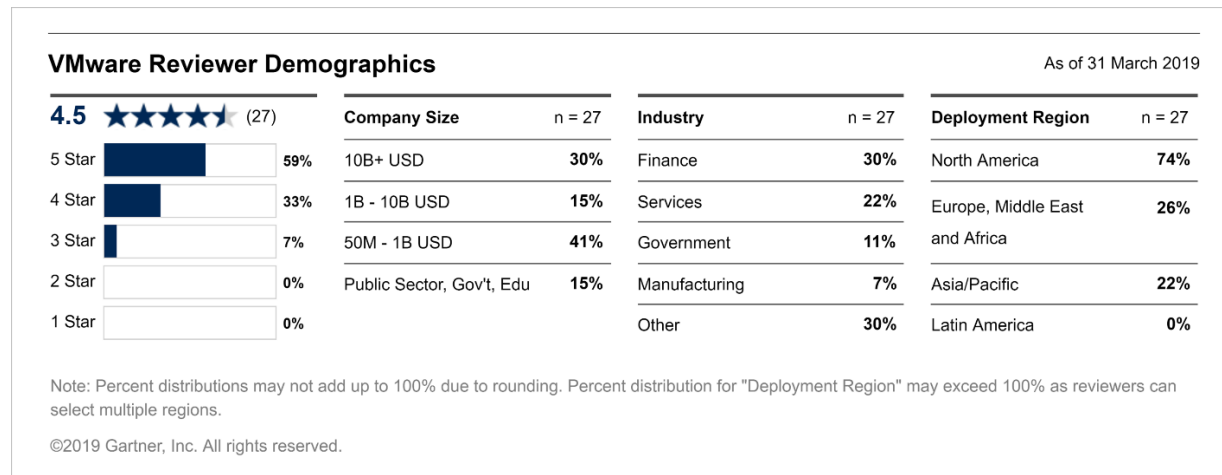 VMware Reviewer Demographics
As of 31 March 2019
4.5 (27)
5 Star 59%
4 Star 33%
3 Star 7%
2 Star 0%
1 Star 0%
Company Size n = 27
10B+ USD 30%
1B - 10B USD 15%
50M - 1B USD 41%
Public Sector, Gov't, Edu 15%
Industry n = 27
Finance 30%
Services 22%
Government 11%
Manufacturing 7%
Other 30%
Deployment Region n = 27
North America 74%
Europe, Middle East 26%
and Africa
Asia/Pacific 22%
Latin America 0%
Note: Percent distributions may not add up to 100% due to rounding. Percent distribution for "Deployment Region" may exceed 100% as reviewers can
select multiple regions.
©2019 Gartner, Inc. All rights reserved.